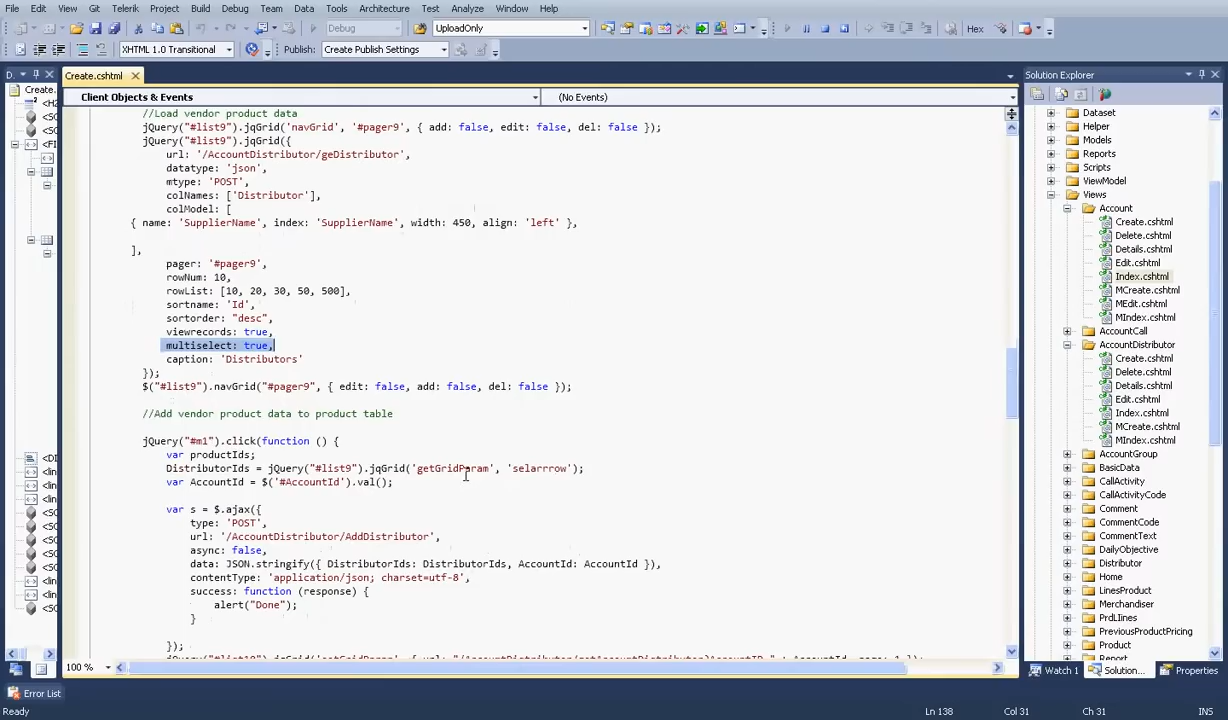 File Edit View Git Telerik Project Build Debug Team Data Tools Architecture Test Analyze Window Help
Debug UploadOnly Hex
XHTML 1.0 Transitional Publish: Create Publish Settings
D.
Create.cshtml
Client Objects & Events (No Events)
//Load vendor product data
jQuery("#list9").jqGrid('navGrid', '#pager9', { add: false, edit: false, del: false });
jQuery("#list9").jqGrid({
url: '/AccountDistributor/geDistributor',
datatype: 'json',
mtype: 'POST',
colNames: ['Distributor'],
colModel: [
{ name: 'SupplierName', index: 'SupplierName', width: 450, align: 'left' },
],
pager: '#pager9',
rowNum: 10,
rowList: [10, 20, 30, 50, 500],
sortname: 'Id',
sortorder: "desc",
viewrecords: true,
multiselect: true,
caption: 'Distributors'
});
$("#list9").navGrid("#pager9", { edit: false, add: false, del: false });
//Add vendor product data to product table
jQuery("#m1").click(function () {
var productIds;
DistributorIds = jQuery("#list9").jqGrid('getGridParam', 'selarrrow');
var AccountId = $('#AccountId').val();
var s = $.ajax({
type: 'POST',
url: '/AccountDistributor/AddDistributor',
async: false,
data: JSON.stringify({ DistributorIds: DistributorIds, AccountId: AccountId }),
contentType: 'application/json; charset=utf-8',
success: function (response) {
alert("Done");
}
});
100 %
Solution Explorer
Dataset
Helper
Models
Reports
Scripts
ViewModel
Views
Account
Create.cshtml
Delete.cshtml
Details.cshtml
Edit.cshtml
Index.cshtml
MCreate.cshtml
MEdit.cshtml
MIndex.cshtml
AccountCall
AccountDistributor
Create.cshtml
Delete.cshtml
Details.cshtml
Edit.cshtml
Index.cshtml
MCreate.cshtml
MIndex.cshtml
AccountGroup
BasicData
CallActivity
CallActivityCode
Comment
CommentCode
CommentText
DailyObjective
Distributor
Home
LinesProduct
Merchandiser
PrdLIines
PreviousProductPricing
Product
Report
Watch 1 Solution... Properties
Error List
Ready Ln 138 Col 31 Ch 31 INS